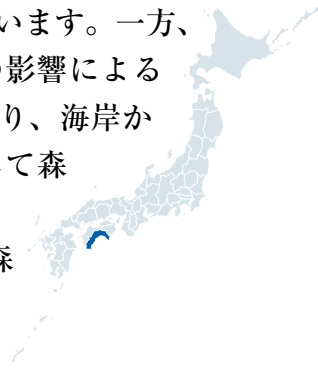 います。一方、
影響による
り、海岸か
て森
森